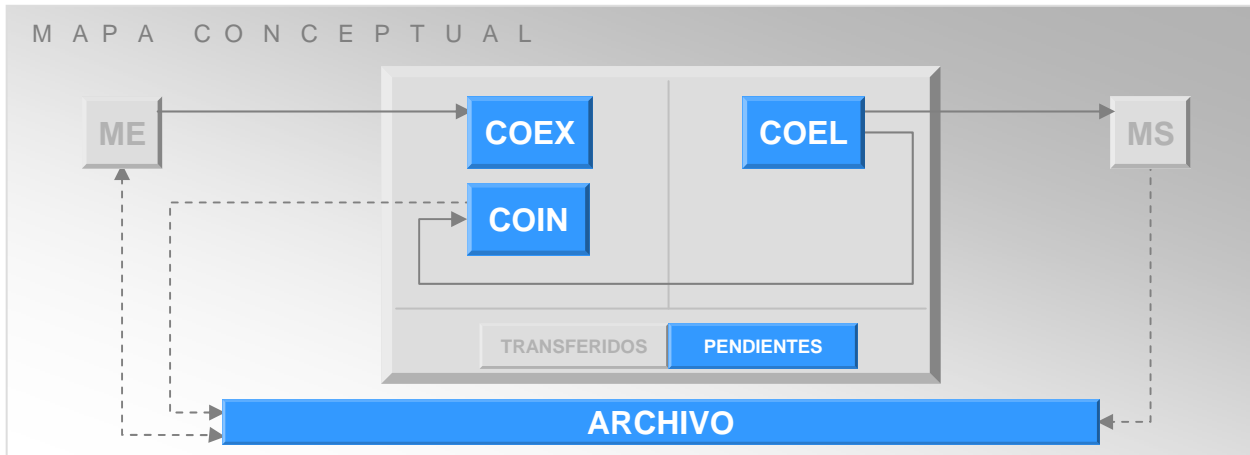 MAPA CONCEPTUAL
ME
COEX
COEL
MS
COIN
TRANSFERIDOS
PENDIENTES
ARCHIVO